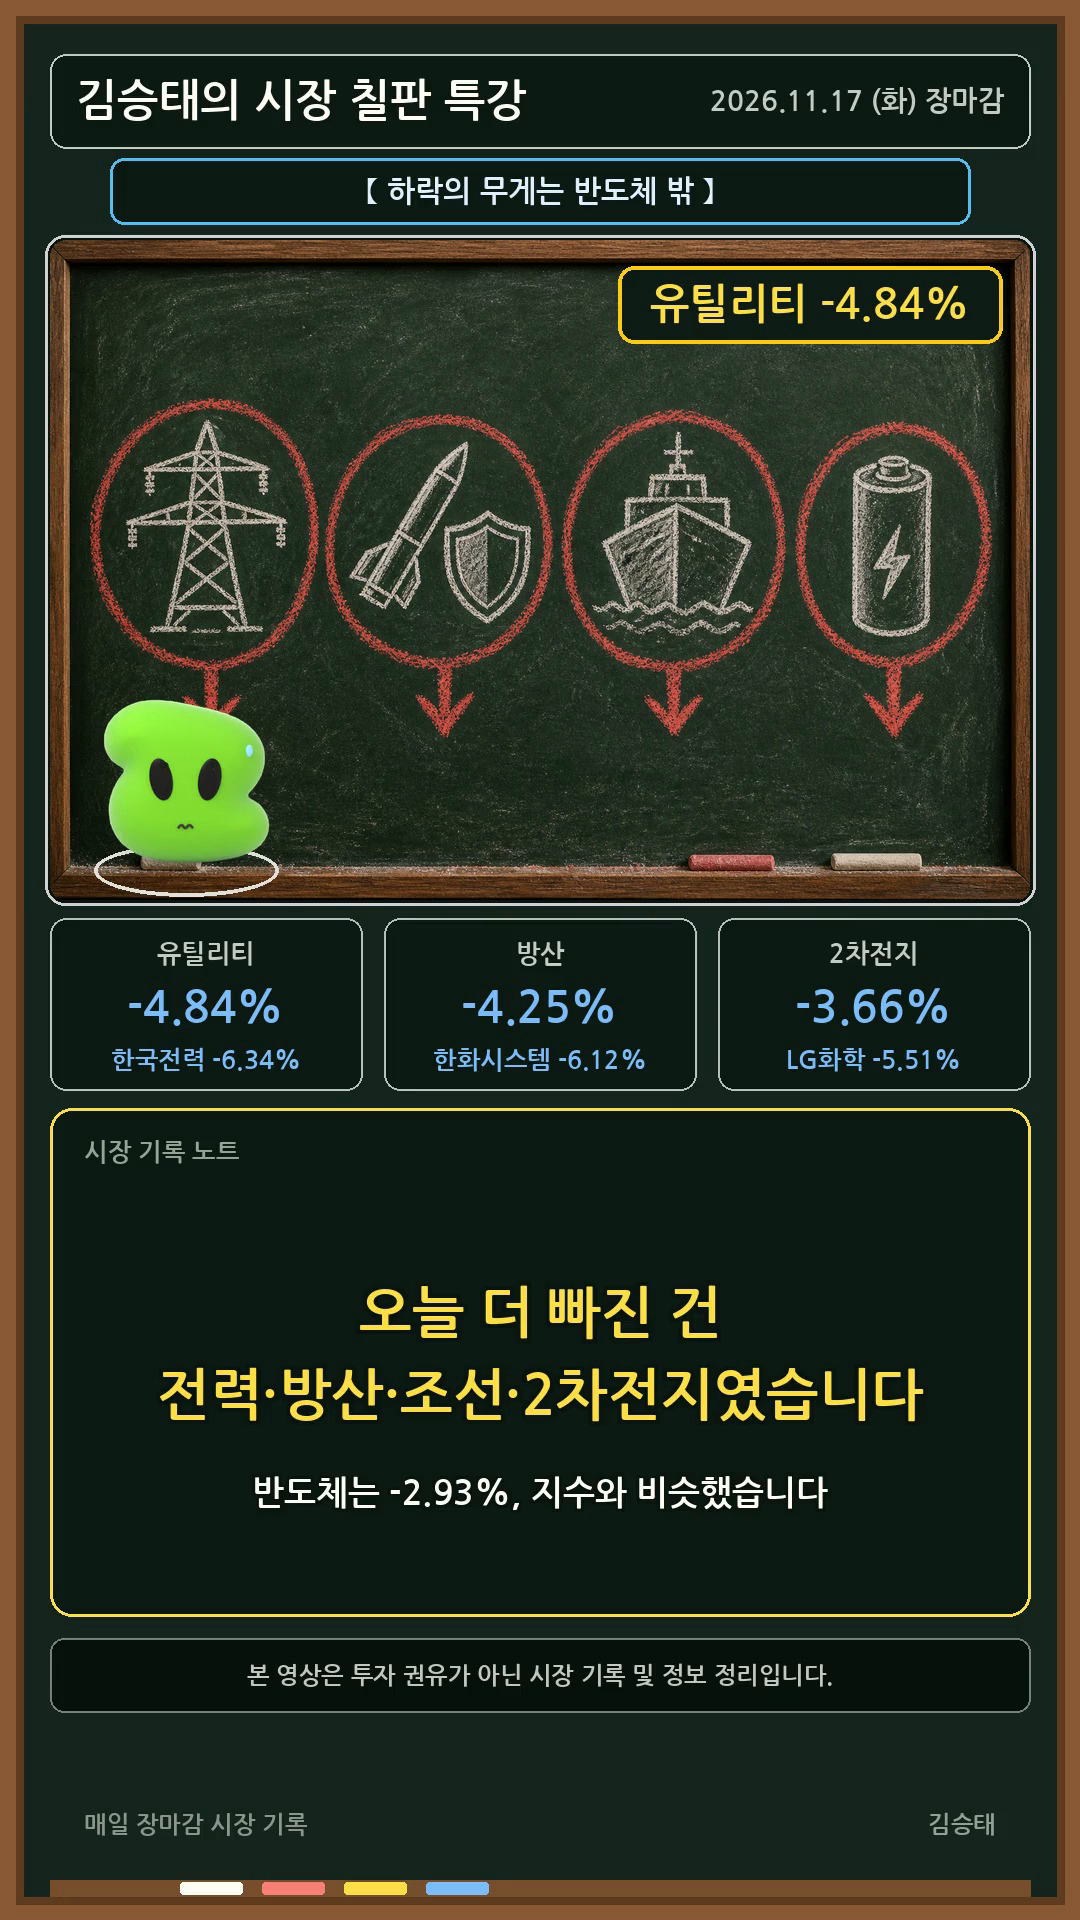 김승태의 시장 칠판 특강
2026.11.17 (화) 장마감
【 하락의 무게는 반도체 밖 】
유틸리티 -4.84%
유틸리티
-4.84%
한국전력 -6.34%
방산
-4.25%
한화시스템 -6.12%
2차전지
-3.66%
LG화학 -5.51%
시장 기록 노트
오늘 더 빠진 건
전력·방산·조선·2차전지였습니다
반도체는 -2.93%, 지수와 비슷했습니다
본 영상은 투자 권유가 아닌 시장 기록 및 정보 정리입니다.
매일 장마감 시장 기록
김승태